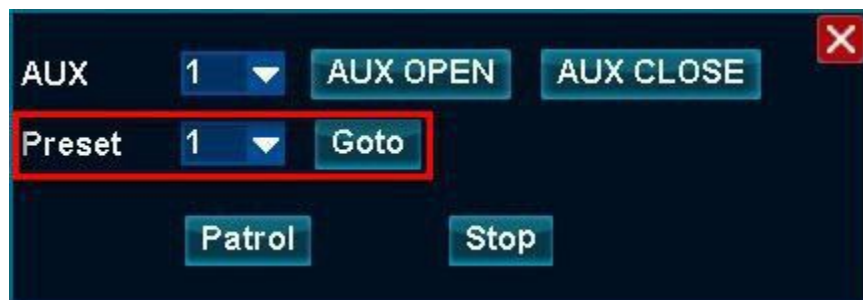 AUX 1 AUX OPEN AUX CLOSE
Preset 1 Goto
Patrol Stop